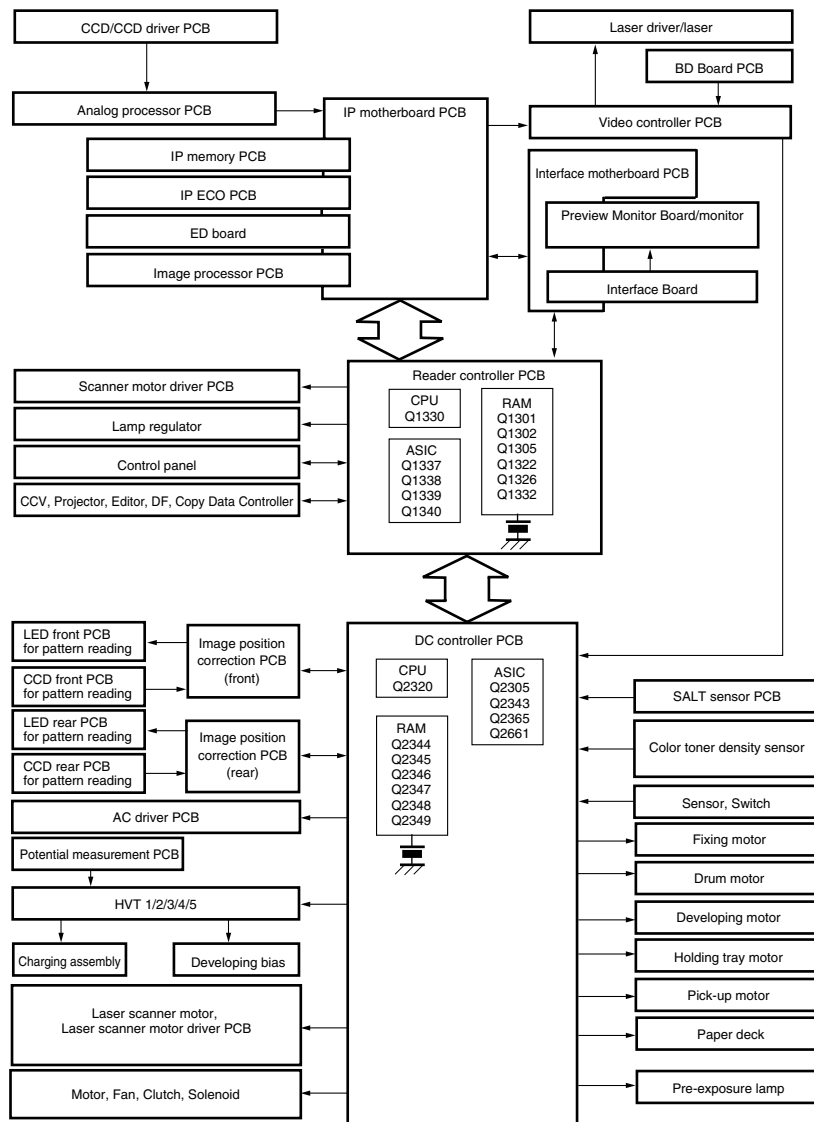 CCD/CCD driver PCB
Laser driver/laser
BD Board PCB
Analog processor PCB
IP motherboard PCB
Video controller PCB
IP memory PCB
IP ECO PCB
ED board
Image processor PCB
Interface motherboard PCB
Preview Monitor Board/monitor
Interface Board
Reader controller PCB
Scanner motor driver PCB
Lamp regulator
Control panel
CCV, Projector, Editor, DF, Copy Data Controller
CPU
Q1330
ASIC
Q1337
Q1338
Q1339
Q1340
RAM
Q1301
Q1302
Q1305
Q1322
Q1326
Q1332
DC controller PCB
LED front PCB
for pattern reading
CCD front PCB
for pattern reading
Image position
correction PCB
(front)
LED rear PCB
for pattern reading
CCD rear PCB
for pattern reading
Image position
correction PCB
(rear)
CPU
Q2320
RAM
Q2344
Q2345
Q2346
Q2347
Q2348
Q2349
ASIC
Q2305
Q2343
Q2365
Q2661
AC driver PCB
Potential measurement PCB
HVT 1/2/3/4/5
Charging assembly
Developing bias
Laser scanner motor,
Laser scanner motor driver PCB
Motor, Fan, Clutch, Solenoid
SALT sensor PCB
Color toner density sensor
Sensor, Switch
Fixing motor
Drum motor
Developing motor
Holding tray motor
Pick-up motor
Paper deck
Pre-exposure lamp